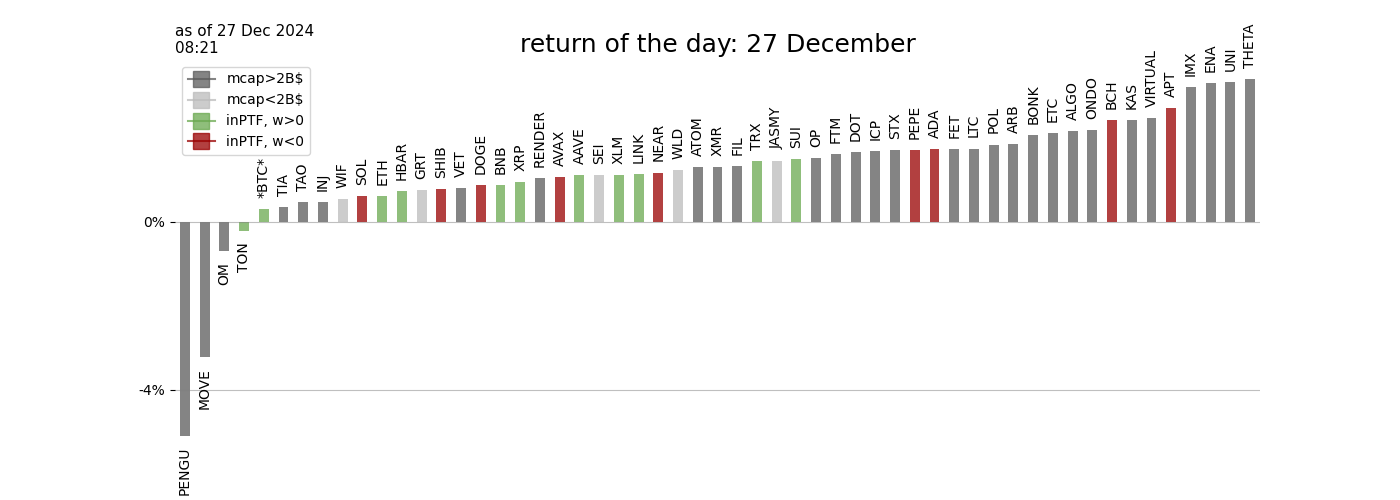 as of 27 Dec 2024
08:21
return of the day: 27 December
mcap>2B$
mcap<2B$
inPTF, w>0
inPTF, w<0
0%
-4%
PENGU
MOVE
OM
TON
*BTC*
TIA
TAO
INJ
WIF
SOL
ETH
HBAR
GRT
SHIB
VET
DOGE
BNB
XRP
RENDER
AVAX
AAVE
SEI
XLM
LINK
NEAR
WLD
ATOM
XMR
FIL
TRX
JASMY
SUI
OP
FTM
DOT
ICP
STX
PEPE
ADA
FET
LTC
POL
ARB
BONK
ETC
ALGO
ONDO
BCH
KAS
VIRTUAL
APT
IMX
ENA
UNI
THETA